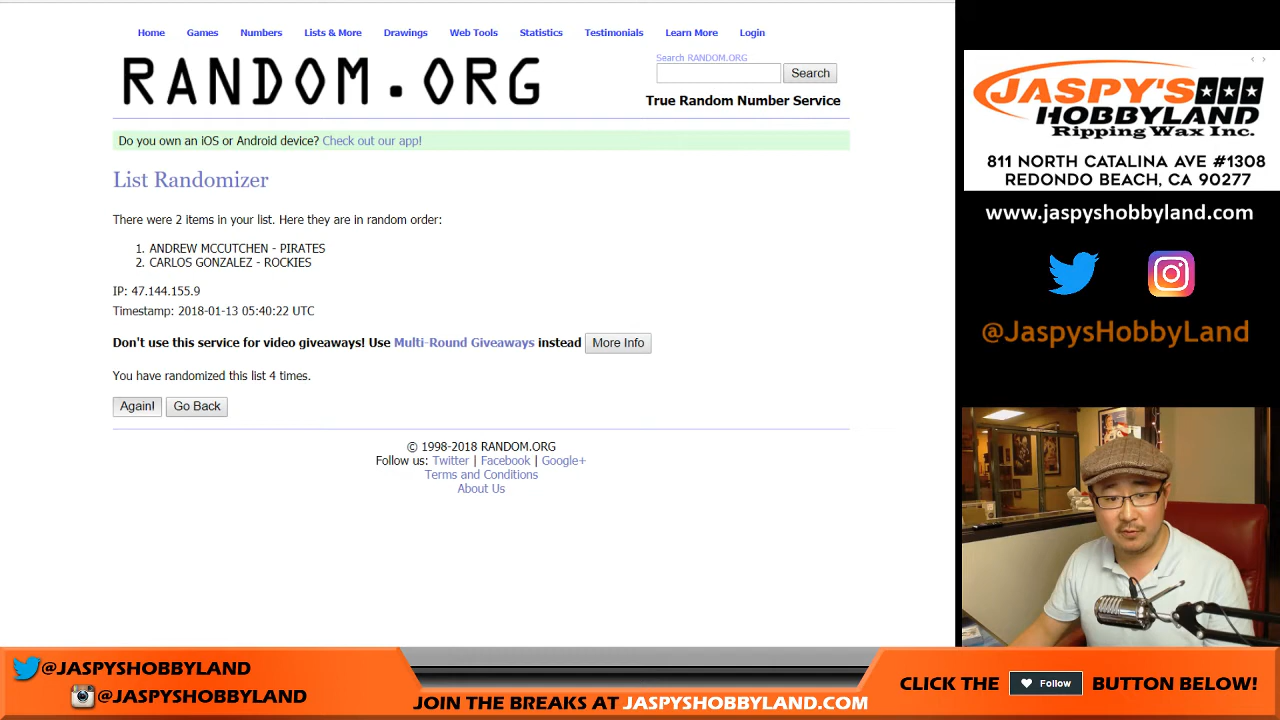 Home Games Numbers Lists & More Drawings Web Tools Statistics Testimonials Learn More Login
RANDOM.ORG
Search RANDOM.ORG
Search
True Random Number Service
Do you own an iOS or Android device? Check out our app!
List Randomizer
There were 2 items in your list. Here they are in random order:
1. ANDREW MCCUTCHEN - PIRATES
2. CARLOS GONZALEZ - ROCKIES
IP: 47.144.155.9
Timestamp: 2018-01-13 05:40:22 UTC
Don't use this service for video giveaways! Use Multi-Round Giveaways instead More Info
You have randomized this list 4 times.
Again! Go Back
© 1998-2018 RANDOM.ORG
Follow us: Twitter | Facebook | Google+
Terms and Conditions
About Us
JASPY'S
HOBBYLAND
Ripping Wax Inc.
811 NORTH CATALINA AVE #1308
REDONDO BEACH, CA 90277
www.jaspyshobbyland.com
@JaspysHobbyLand
@JASPYSHOBBYLAND
@JASPYSHOBBYLAND
JOIN THE BREAKS AT JASPYSHOBBYLAND.COM
CLICK THE Follow BUTTON BELOW!